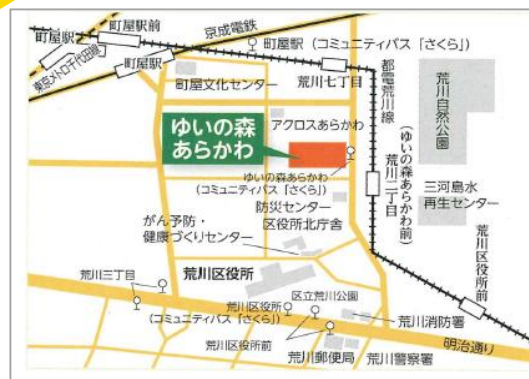 京成電鉄
町屋駅
町屋駅前
町屋駅(コミュニティバス「さくら」)
町屋駅
東京メトロ千代田線
荒川七丁目
都電荒川線
荒川自然公園
町屋文化センター
アクロスあらかわ
ゆいの森
あらかわ
ゆいの森あらかわ
(コミュニティバス「さくら」)
荒川二丁目
(ゆいの森あらかわ前)
三河島水
再生センター
防災センター
区役所北庁舎
がん予防・
健康づくりセンター
荒川区役所前
荒川三丁目
荒川区役所
荒川区役所
(コミュニティバス「さくら」)
区立荒川公園
荒川消防署
明治通り
荒川区役所前
荒川郵便局
荒川警察署